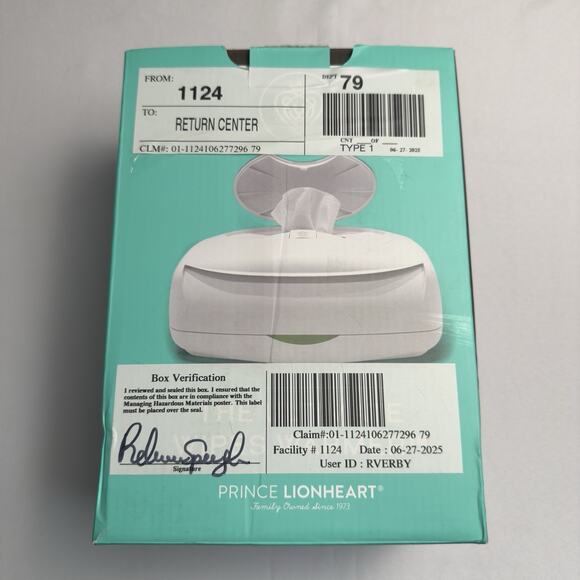 FROM:
1124
DEPT 79
TO:
RETURN CENTER
CNT OF
TYPE 1 06-27-2025
CLM#: 01-1124106277296 79
Box Verification
I reviewed and sealed this box. I ensured that the
contents of this box are in compliance with the
Managing Hazardous Materials poster. This label
must be placed over the seal.
Signature
Claim#:01-1124106277296 79
Facility # 1124 Date : 06-27-2025
User ID : RVERBY
THE
WIPES
PRINCE LIONHEART®
Family Owned Since 1973